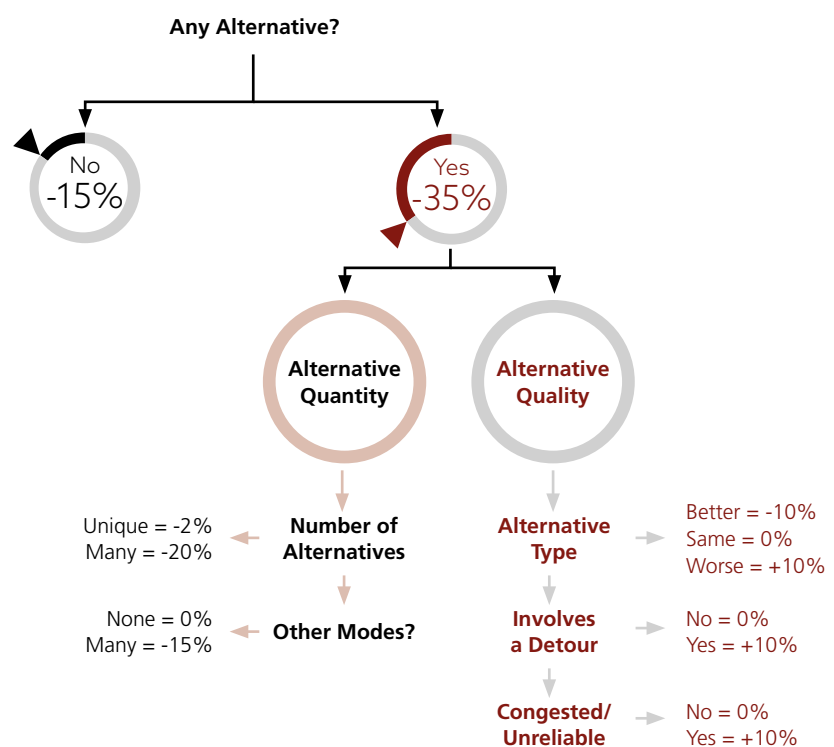 Any Alternative?
No
-15%
Yes
-35%
Alternative
Quantity
Alternative
Quality
Unique = -2%
Many = -20%
Number of
Alternatives
Alternative
Type
Better = -10%
Same = 0%
Worse = +10%
None = 0%
Many = -15%
Other Modes?
Involves
a Detour
No = 0%
Yes = +10%
Congested/
Unreliable
No = 0%
Yes = +10%